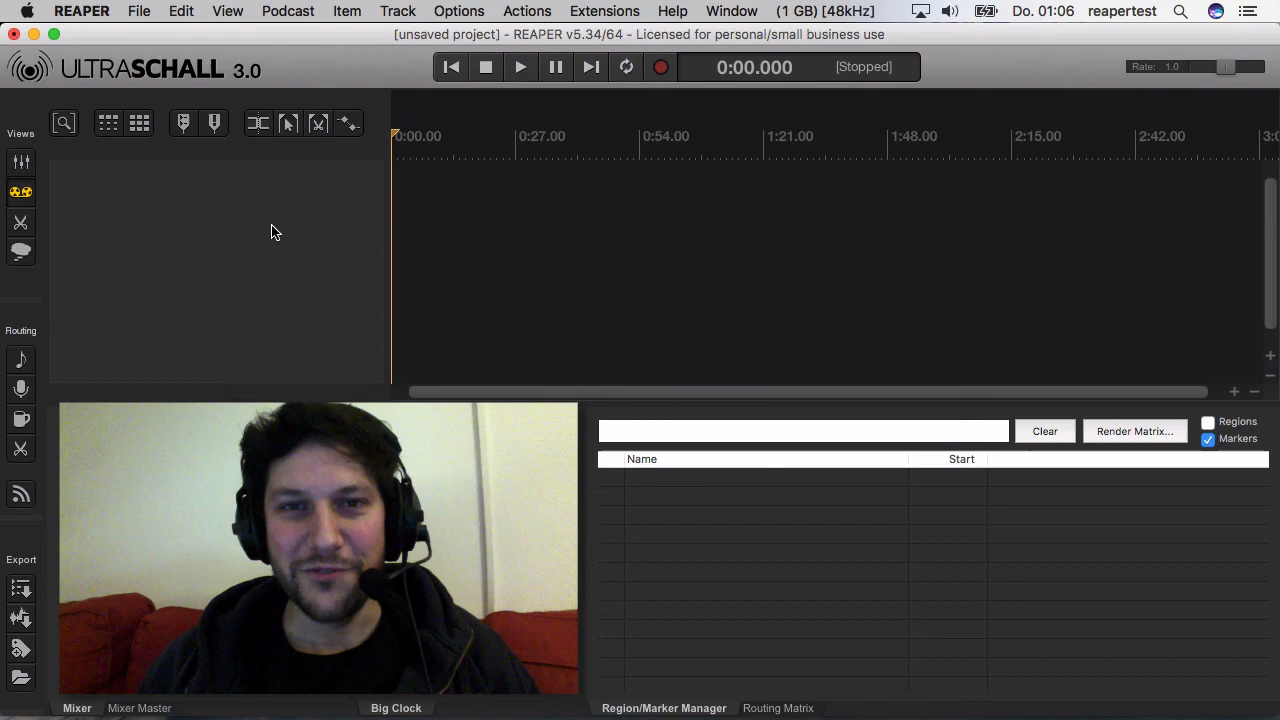 REAPER File Edit View Podcast Item Track Options Actions Extensions Help Window (1 GB) [48kHz] Do. 01:06 reapertest
[unsaved project] - REAPER v5.34/64 - Licensed for personal/small business use
ULTRASCHALL 3.0
0:00.000 [Stopped]
Rate: 1.0
Views
0:00.00 0:27.00 0:54.00 1:21.00 1:48.00 2:15.00 2:42.00 3:0
Routing
Export
Clear
Render Matrix...
Regions
Markers
Name Start
Mixer Mixer Master Big Clock Region/Marker Manager Routing Matrix